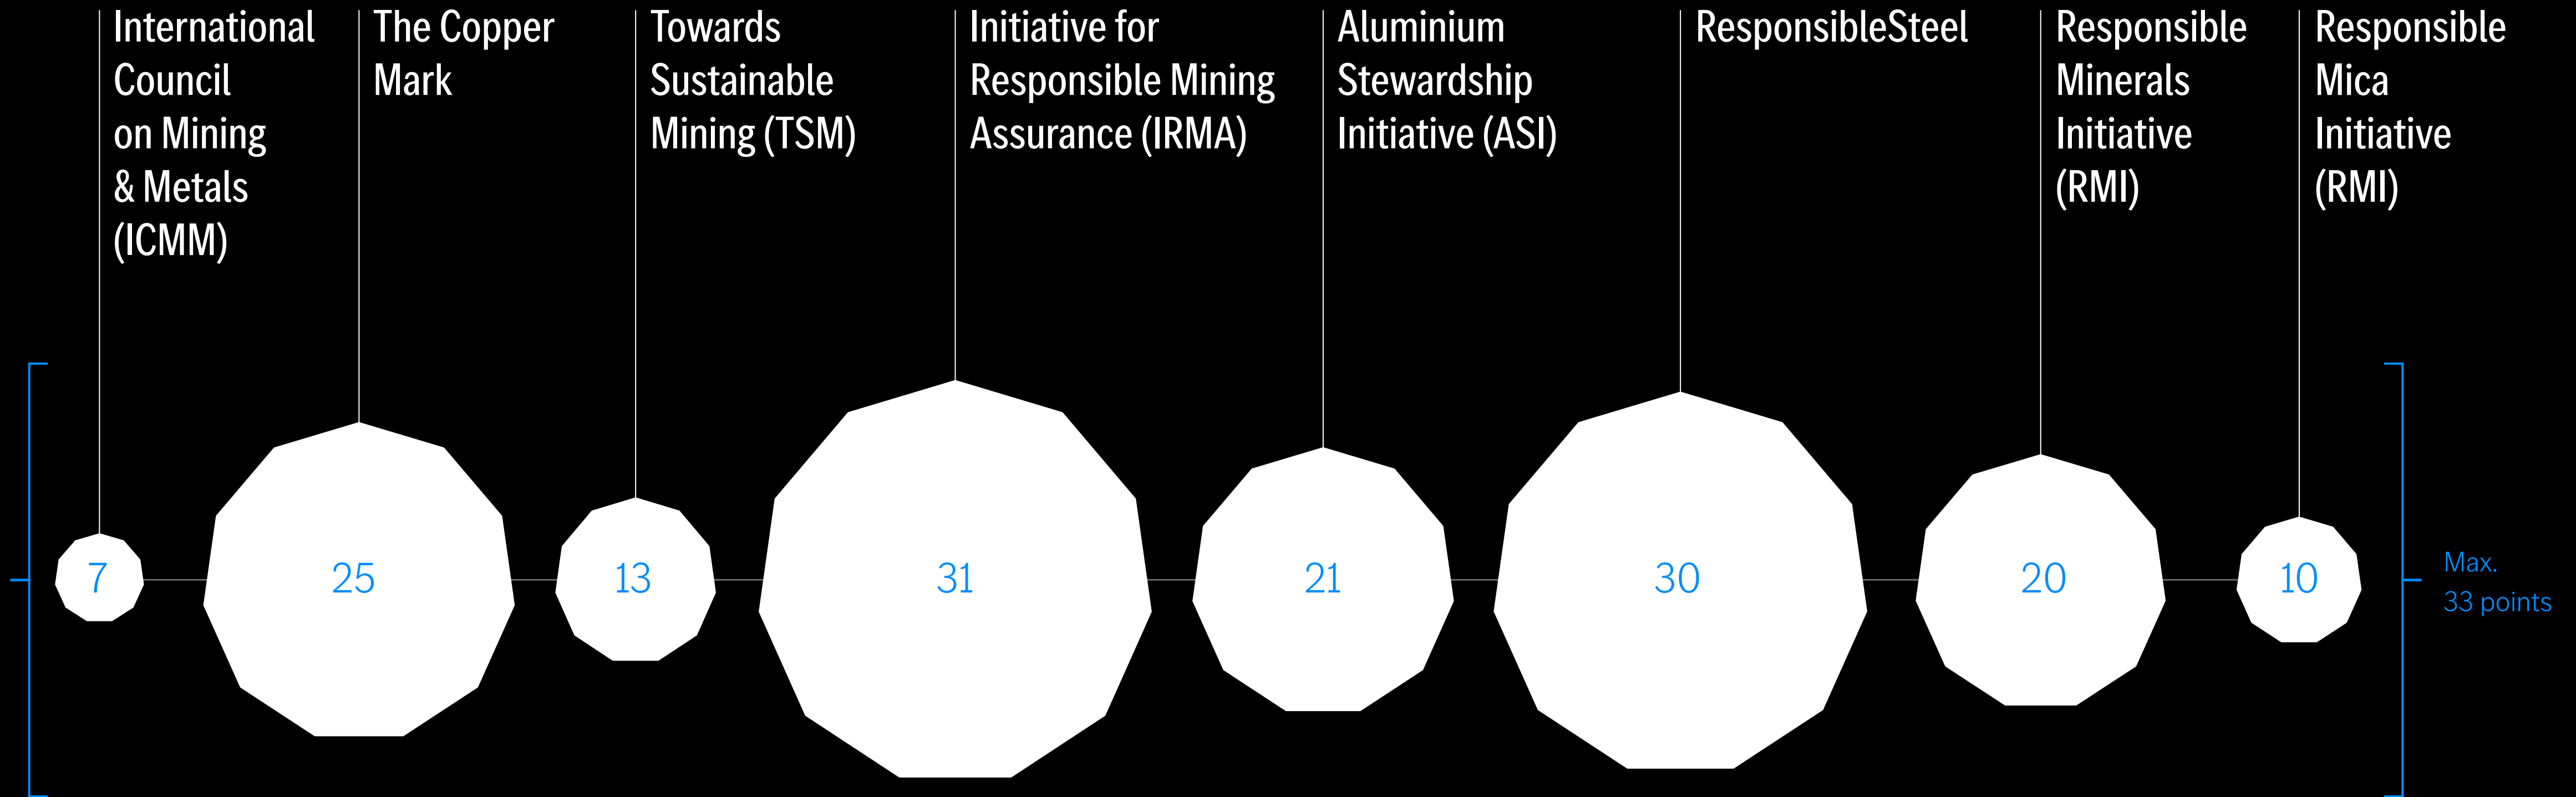 International
Council
on Mining
& Metals
(ICMM)
The Copper
Mark
Towards
Sustainable
Mining (TSM)
Initiative for
Responsible Mining
Assurance (IRMA)
Aluminium
Stewardship
Initiative (ASI)
ResponsibleSteel
Responsible
Minerals
Initiative
(RMI)
Responsible
Mica
Initiative
(RMI)
7
25
13
31
21
30
20
10
Max.
33 points